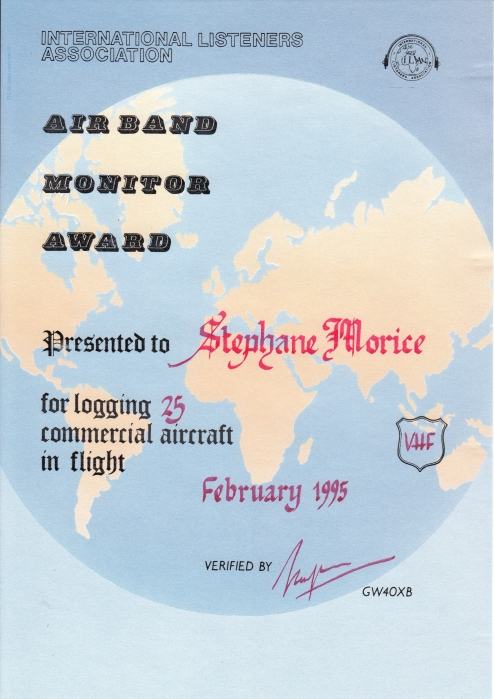 INTERNATIONAL LISTENERS
ASSOCIATION
AIR BAND
MONITOR
AWARD
Presented to Stephane Morice
for logging 25
commercial aircraft
in flight
VHF
February 1995
VERIFIED BY
GW4OXB